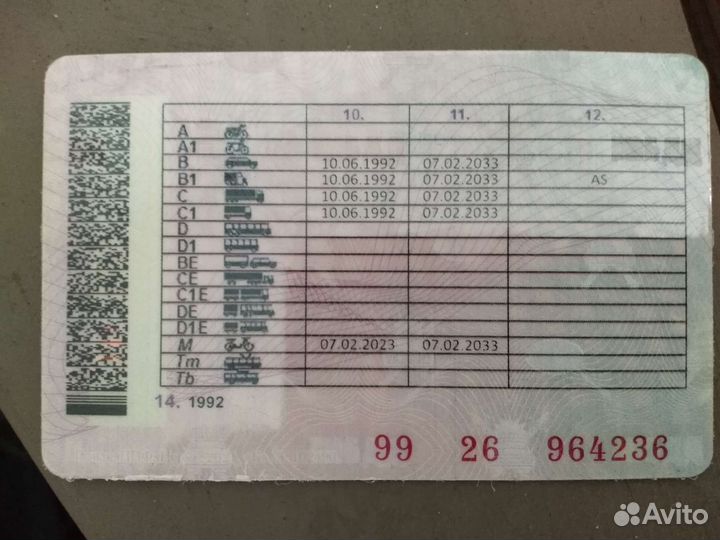 10. 11. 12.
A
A1
B 10.06.1992 07.02.2033
B1 10.06.1992 07.02.2033 AS
C 10.06.1992 07.02.2033
C1 10.06.1992 07.02.2033
D
D1
BE
CE
C1E
DE
D1E
M 07.02.2023 07.02.2033
Tm
Tb
14. 1992
99 26 964236
Avito